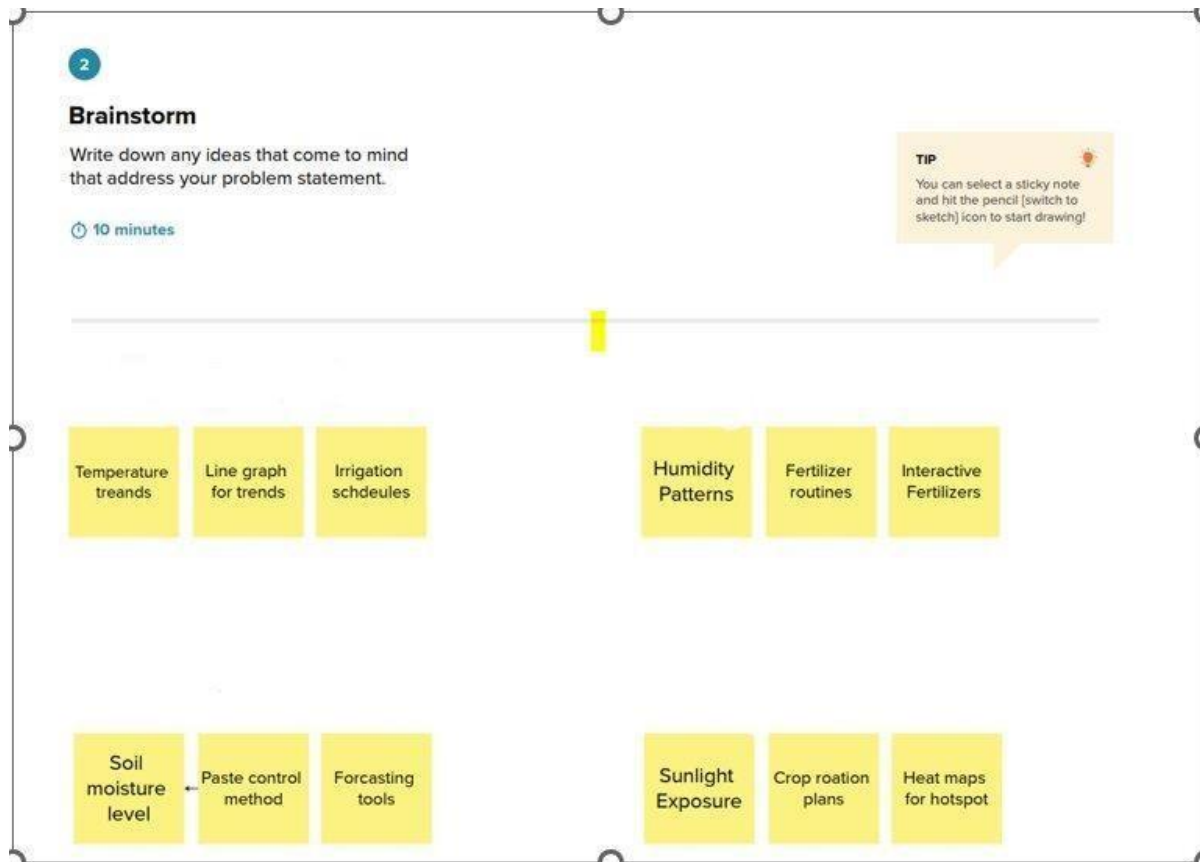 2
Brainstorm
Write down any ideas that come to mind
that address your problem statement.
10 minutes
TIP
You can select a sticky note
and hit the pencil [switch to
sketch] icon to start drawing!
Temperature
treands
Line graph
for trends
Irrigation
schdeules
Humidity
Patterns
Fertilizer
routines
Interactive
Fertilizers
Soil
moisture
level
Paste control
method
Forcasting
tools
Sunlight
Exposure
Crop roation
plans
Heat maps
for hotspot